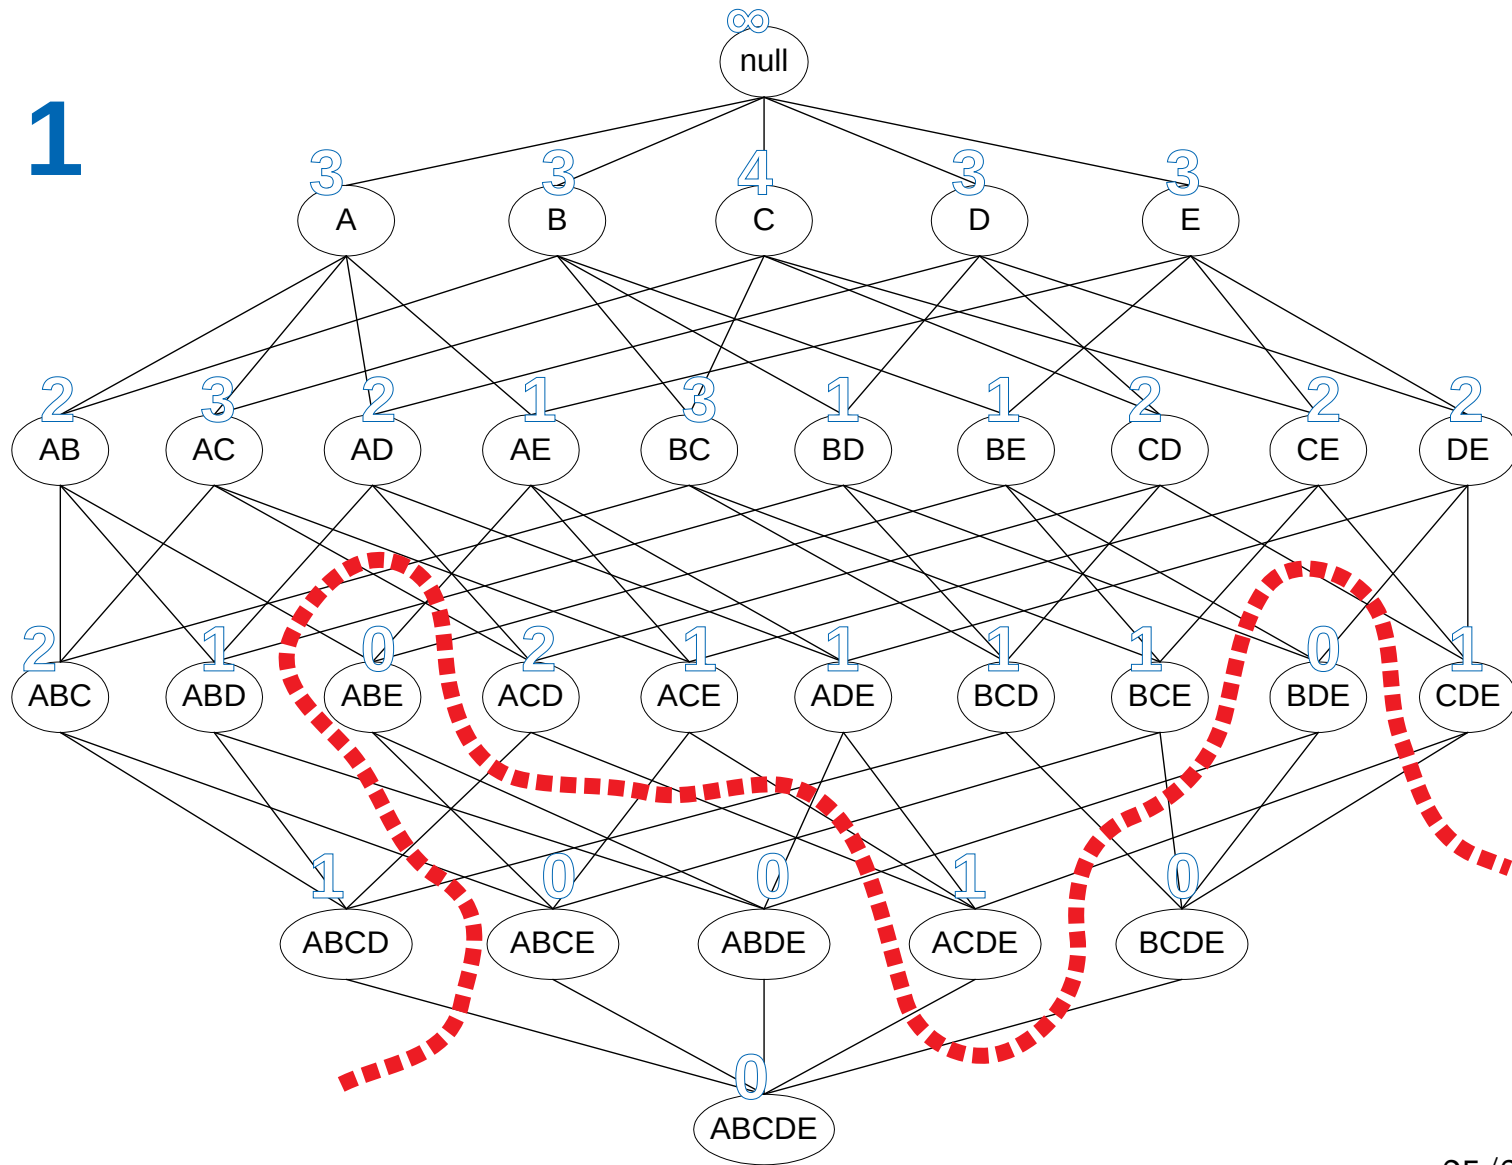 ∞
null
1
3 3 4 3 3
A B C D E
2 3 2 1 3 1 1 2 2 2
AB AC AD AE BC BD BE CD CE DE
2 1 0 2 1 1 1 1 0 1
ABC ABD ABE ACD ACE ADE BCD BCE BDE CDE
1 0 0 1 0
ABCD ABCE ABDE ACDE BCDE
0
ABCDE